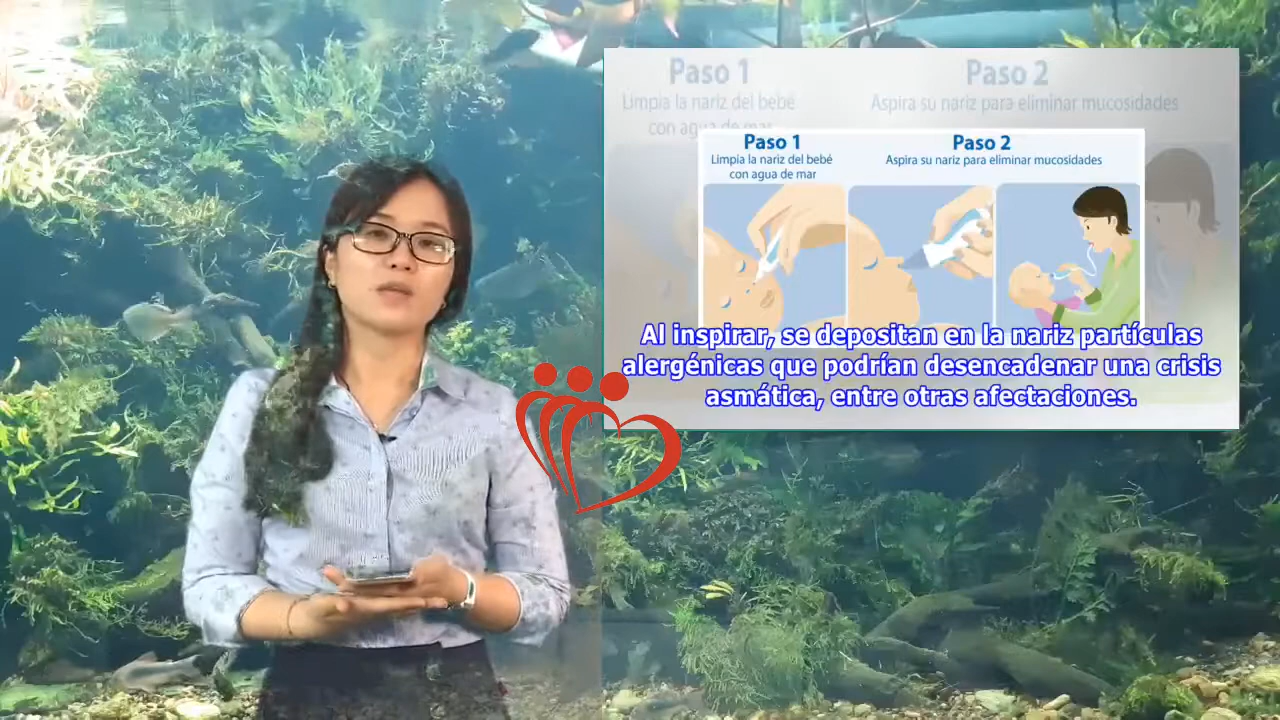 Paso 1
Paso 2
Limpia la nariz del bebé
Aspira su nariz para eliminar mucosidades
con agua de mar
Paso 1
Paso 2
Limpia la nariz del bebé
Aspira su nariz para eliminar mucosidades
con agua de mar
Al inspirar, se depositan en la nariz partículas
alergénicas que podrían desencadenar una crisis
asmática, entre otras afectaciones.